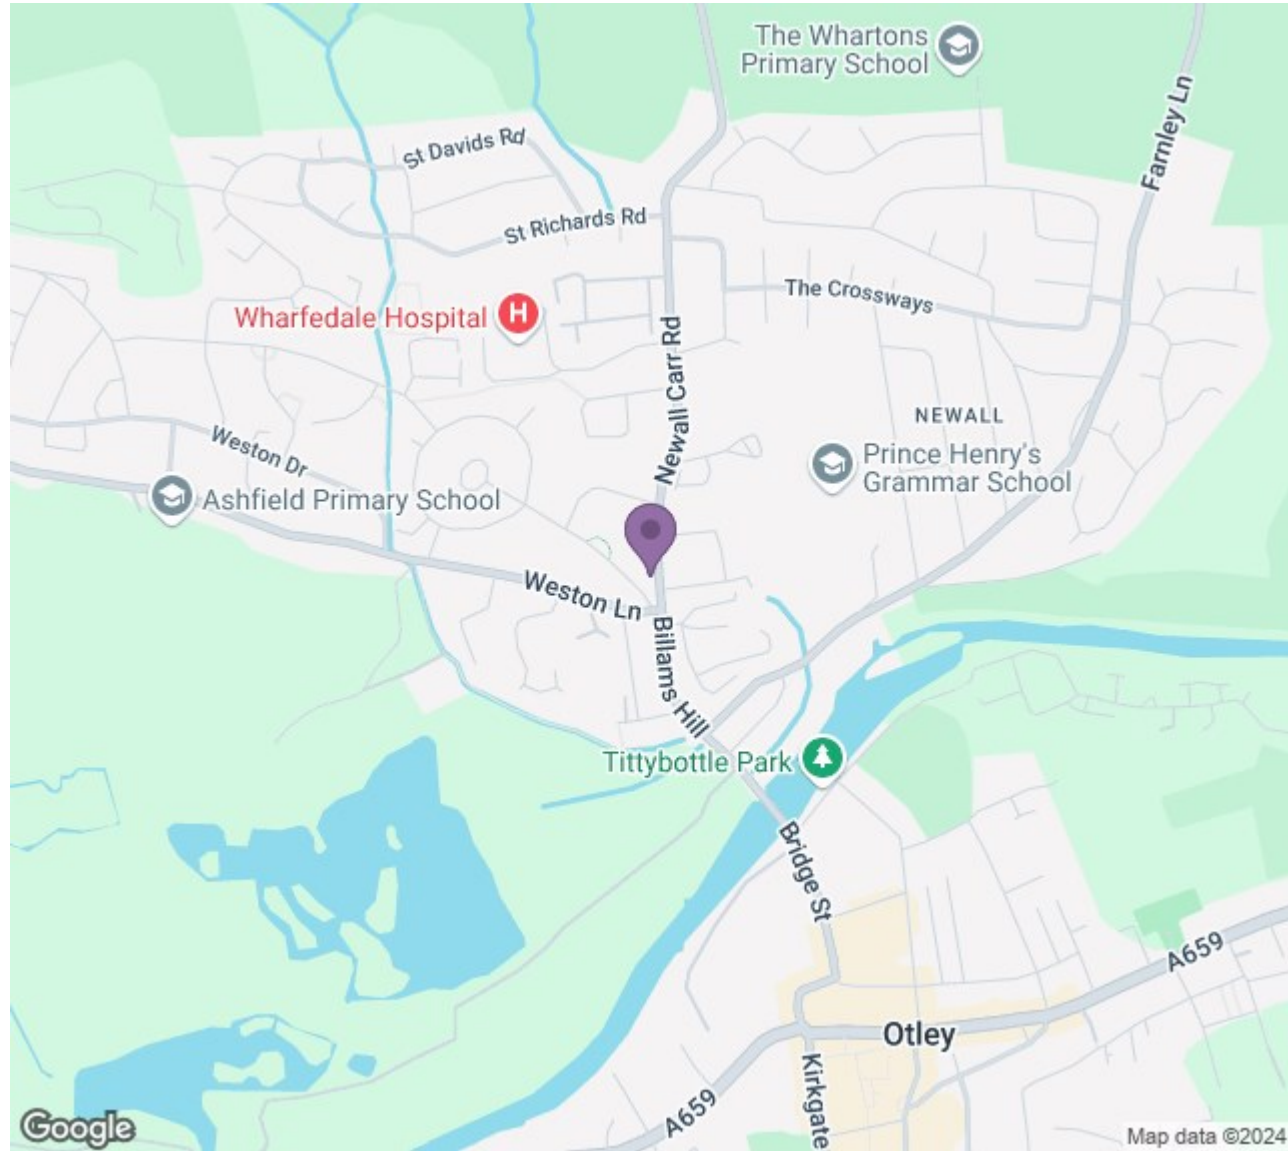 The Whartons
Primary School
Farnley Ln
St Davids Rd
St Richards Rd
The Crossways
Wharfedale Hospital
H
Newall Carr Rd
NEWALL
Weston Dr
Prince Henry's
Grammar School
Ashfield Primary School
Weston Ln
Billams Hill
Tittybottle Park
Bridge St
A659
Otley
Kirkgate
A659
Google
Map data ©2024